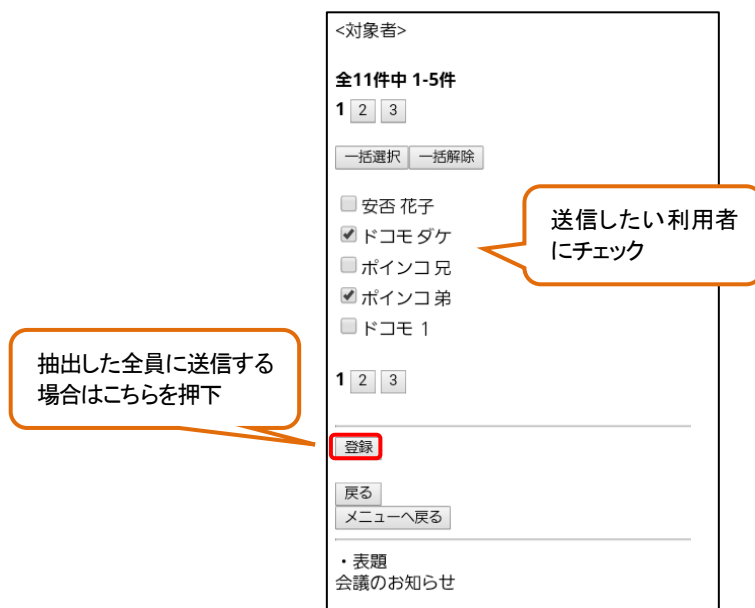 <対象者>
全11件中 1-5件
1 2 3
一括選択 一括解除
安否 花子
ドコモ ダケ
ポインコ 兄
ポインコ 弟
ドコモ 1
送信したい利用者
にチェック
抽出した全員に送信する
場合はこちらを押下
1 2 3
登録
戻る
メニューへ戻る
・表題
会議のお知らせ